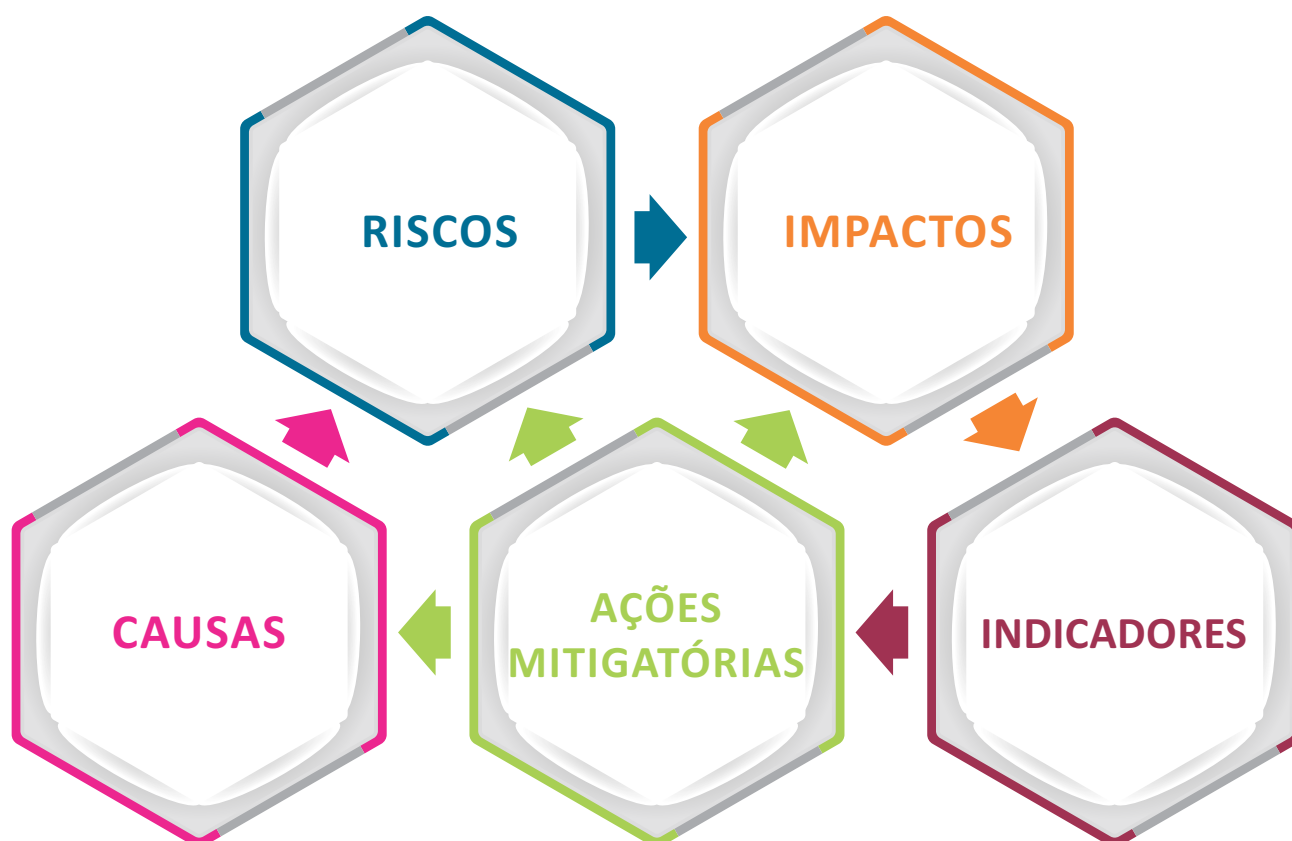 RISCOS
IMPACTOS
CAUSAS
AÇÕES
MITIGATÓRIAS
INDICADORES